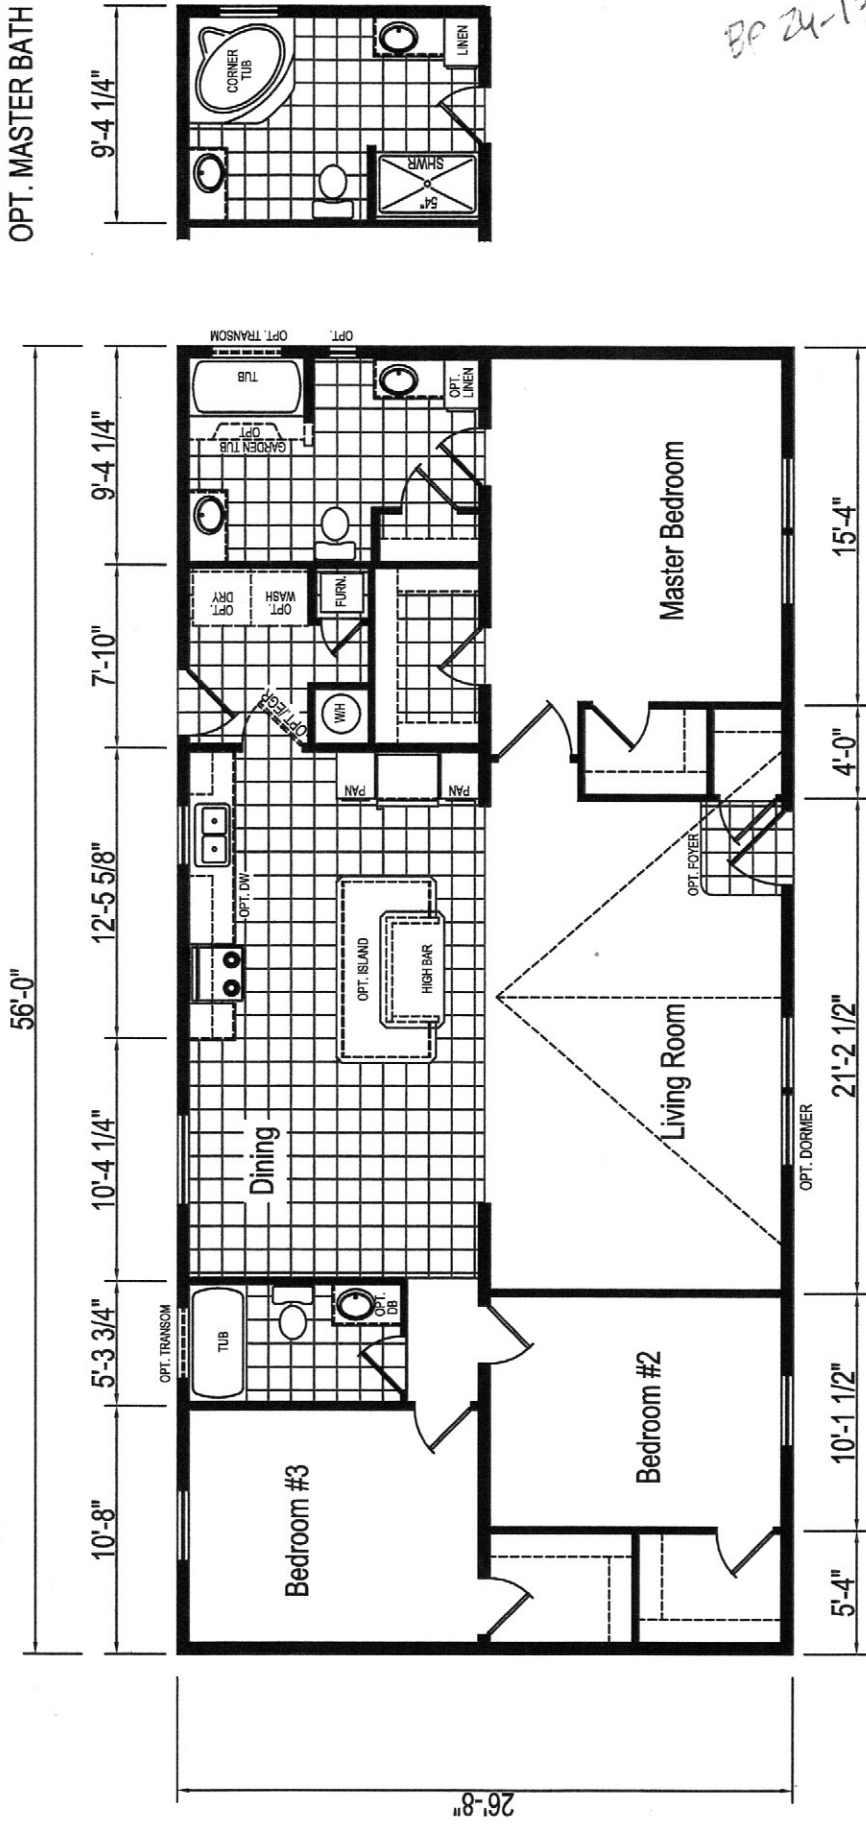 OPT. MASTER BATH
9'-4 1/4"
CORNER
TUB
LINEN
54"
SHWR
56'-0"
10'-8"
5'-3 3/4"
10'-4 1/4"
12'-5 5/8"
7'-10"
9'-4 1/4"
OPT. TRANSOM
OPT. TRANSOM
OPT.
TUB
OPT.
DB
Dining
OPT. DW
OPT. ISLAND
HIGH BAR
PAN
PAN
OPT./EGR.
W/H
FURN.
OPT.
DRY
OPT.
WASH
TUB
OPT
GARDEN TUB
OPT.
LINEN
Bedroom #3
Bedroom #2
Living Room
Master Bedroom
OPT. FOYER
OPT. DORMER
26'-8"
5'-4"
10'-1 1/2"
21'-2 1/2"
4'-0"
15'-4"